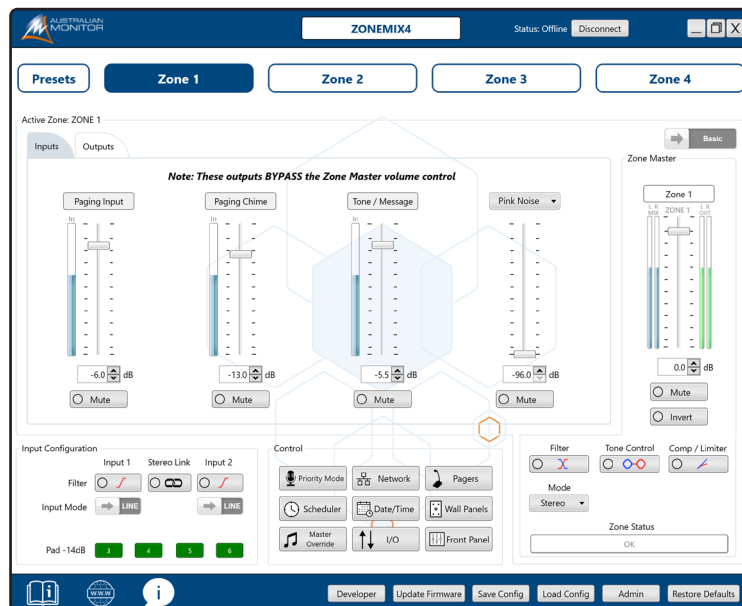 AUSTRALIAN
MONITOR
ZONEMIX4
Status: Offline
Disconnect
X
Presets
Zone 1
Zone 2
Zone 3
Zone 4
Active Zone: ZONE 1
Basic
Inputs
Outputs
Zone Master
Note: These outputs BYPASS the Zone Master volume control
Paging Input
Paging Chime
Tone / Message
Pink Noise
Zone 1
In
In
In
L R
MIX
ZONE 1
L R
OUT
-6.0 dB
-13.0 dB
-5.5 dB
-96.0 dB
0.0 dB
Mute
Mute
Mute
Mute
Mute
Invert
Input Configuration
Input 1
Stereo Link
Input 2
Filter
Input Mode
LINE
LINE
Pad -14dB
3
4
5
6
Control
Priority Mode
Network
Pagers
Scheduler
Date/Time
Wall Panels
Master
Override
I/O
Front Panel
Filter
Tone Control
Comp / Limiter
Mode
Stereo
Zone Status
OK
www
i
Developer
Update Firmware
Save Config
Load Config
Admin
Restore Defaults